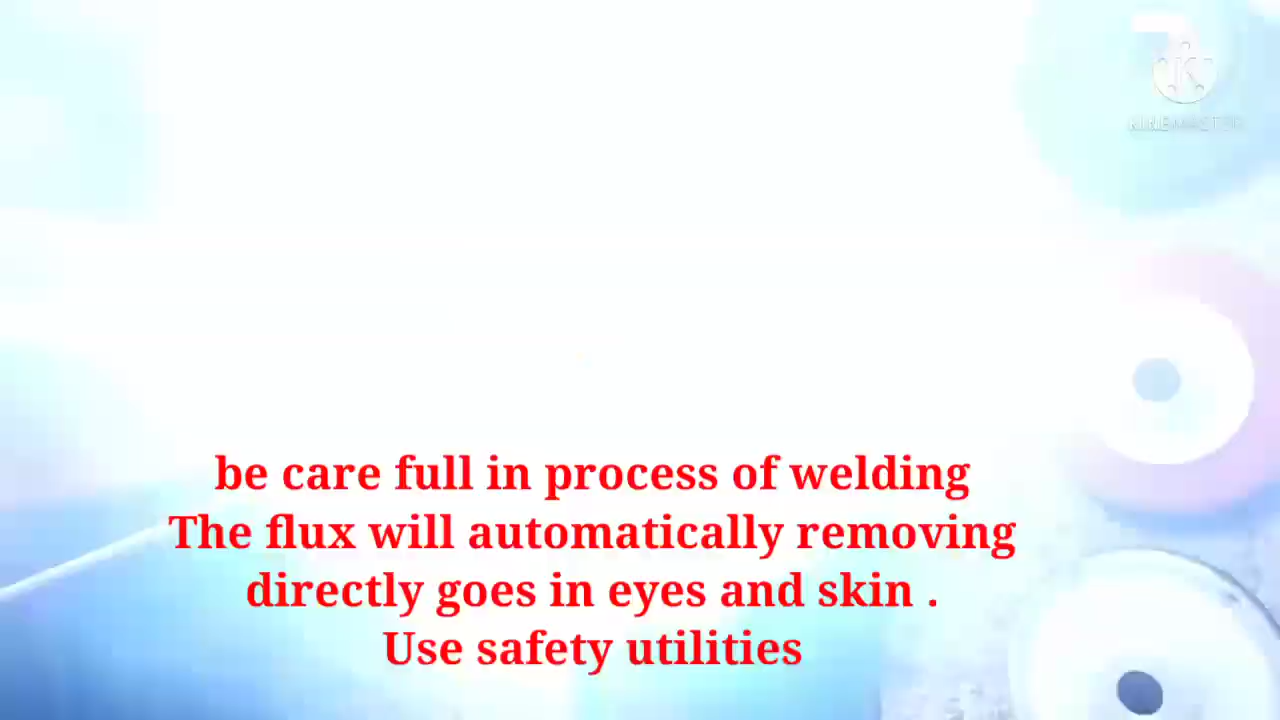 KINEMASTER
be care full in process of welding
The flux will automatically removing
directly goes in eyes and skin .
Use safety utilities